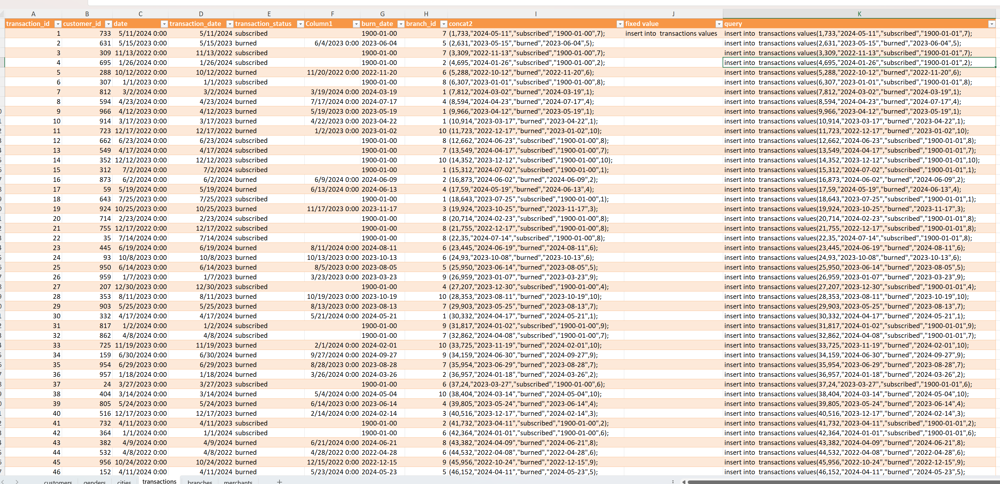 A B C D E F G H I J K
transaction_id customer_id date transaction_date transaction_status Column1 burn_date branch_id concat2 fixed value query
1 733 5/11/2024 0:00 5/11/2024 subscribed 1900-01-00 7 (1,733,"2024-05-11","subscribed","1900-01-00",7); insert into  transactions values insert into  transactions values(1,733,"2024-05-11","subscribed","1900-01-01",7);
2 631 5/15/2023 0:00 5/15/2023 burned 6/4/2023 0:00 2023-06-04 5 (2,631,"2023-05-15","burned","2023-06-04",5); insert into  transactions values(2,631,"2023-05-15","burned","2023-06-04",5);
3 309 11/13/2022 0:00 11/13/2022 subscribed 1900-01-00 7 (3,309,"2022-11-13","subscribed","1900-01-00",7); insert into  transactions values(3,309,"2022-11-13","subscribed","1900-01-01",7);
4 695 1/26/2024 0:00 1/26/2024 subscribed 1900-01-00 2 (4,695,"2024-01-26","subscribed","1900-01-00",2); insert into  transactions values(4,695,"2024-01-26","subscribed","1900-01-01",2);
5 288 10/12/2022 0:00 10/12/2022 burned 11/20/2022 0:00 2022-11-20 6 (5,288,"2022-10-12","burned","2022-11-20",6); insert into  transactions values(5,288,"2022-10-12","burned","2022-11-20",6);
6 307 1/1/2023 0:00 1/1/2023 subscribed 1900-01-00 8 (6,307,"2023-01-01","subscribed","1900-01-00",8); insert into  transactions values(6,307,"2023-01-01","subscribed","1900-01-01",8);
7 812 3/2/2024 0:00 3/2/2024 burned 3/19/2024 0:00 2024-03-19 1 (7,812,"2024-03-02","burned","2024-03-19",1); insert into  transactions values(7,812,"2024-03-02","burned","2024-03-19",1);
8 594 4/23/2024 0:00 4/23/2024 burned 7/17/2024 0:00 2024-07-17 4 (8,594,"2024-04-23","burned","2024-07-17",4); insert into  transactions values(8,594,"2024-04-23","burned","2024-07-17",4);
9 966 4/12/2023 0:00 4/12/2023 burned 5/19/2023 0:00 2023-05-19 1 (9,966,"2023-04-12","burned","2023-05-19",1); insert into  transactions values(9,966,"2023-04-12","burned","2023-05-19",1);
10 914 3/17/2023 0:00 3/17/2023 burned 4/22/2023 0:00 2023-04-22 1 (10,914,"2023-03-17","burned","2023-04-22",1); insert into  transactions values(10,914,"2023-03-17","burned","2023-04-22",1);
11 723 12/17/2022 0:00 12/17/2022 burned 1/2/2023 0:00 2023-01-02 10 (11,723,"2022-12-17","burned","2023-01-02",10); insert into  transactions values(11,723,"2022-12-17","burned","2023-01-02",10);
12 662 6/23/2024 0:00 6/23/2024 subscribed 1900-01-00 8 (12,662,"2024-06-23","subscribed","1900-01-00",8); insert into  transactions values(12,662,"2024-06-23","subscribed","1900-01-01",8);
13 549 4/17/2024 0:00 4/17/2024 subscribed 1900-01-00 7 (13,549,"2024-04-17","subscribed","1900-01-00",7); insert into  transactions values(13,549,"2024-04-17","subscribed","1900-01-01",7);
14 352 12/12/2023 0:00 12/12/2023 subscribed 1900-01-00 10 (14,352,"2023-12-12","subscribed","1900-01-00",10); insert into  transactions values(14,352,"2023-12-12","subscribed","1900-01-01",10);
15 312 7/2/2024 0:00 7/2/2024 subscribed 1900-01-00 1 (15,312,"2024-07-02","subscribed","1900-01-00",1); insert into  transactions values(15,312,"2024-07-02","subscribed","1900-01-01",1);
16 873 6/2/2024 0:00 6/2/2024 burned 6/9/2024 0:00 2024-06-09 2 (16,873,"2024-06-02","burned","2024-06-09",2); insert into  transactions values(16,873,"2024-06-02","burned","2024-06-09",2);
17 59 5/19/2024 0:00 5/19/2024 burned 6/13/2024 0:00 2024-06-13 4 (17,59,"2024-05-19","burned","2024-06-13",4); insert into  transactions values(17,59,"2024-05-19","burned","2024-06-13",4);
18 643 7/25/2023 0:00 7/25/2023 subscribed 1900-01-00 1 (18,643,"2023-07-25","subscribed","1900-01-00",1); insert into  transactions values(18,643,"2023-07-25","subscribed","1900-01-01",1);
19 924 10/25/2023 0:00 10/25/2023 burned 11/17/2023 0:00 2023-11-17 3 (19,924,"2023-10-25","burned","2023-11-17",3); insert into  transactions values(19,924,"2023-10-25","burned","2023-11-17",3);
20 714 2/23/2024 0:00 2/23/2024 subscribed 1900-01-00 8 (20,714,"2024-02-23","subscribed","1900-01-00",8); insert into  transactions values(20,714,"2024-02-23","subscribed","1900-01-01",8);
21 755 12/17/2022 0:00 12/17/2022 subscribed 1900-01-00 8 (21,755,"2022-12-17","subscribed","1900-01-00",8); insert into  transactions values(21,755,"2022-12-17","subscribed","1900-01-01",8);
22 35 7/14/2024 0:00 7/14/2024 subscribed 1900-01-00 8 (22,35,"2024-07-14","subscribed","1900-01-00",8); insert into  transactions values(22,35,"2024-07-14","subscribed","1900-01-01",8);
23 445 6/19/2024 0:00 6/19/2024 burned 8/11/2024 0:00 2024-08-11 6 (23,445,"2024-06-19","burned","2024-08-11",6); insert into  transactions values(23,445,"2024-06-19","burned","2024-08-11",6);
24 93 10/8/2023 0:00 10/8/2023 burned 10/13/2023 0:00 2023-10-13 6 (24,93,"2023-10-08","burned","2023-10-13",6); insert into  transactions values(24,93,"2023-10-08","burned","2023-10-13",6);
25 950 6/14/2023 0:00 6/14/2023 burned 8/5/2023 0:00 2023-08-05 5 (25,950,"2023-06-14","burned","2023-08-05",5); insert into  transactions values(25,950,"2023-06-14","burned","2023-08-05",5);
26 959 1/7/2023 0:00 1/7/2023 burned 3/23/2023 0:00 2023-03-23 9 (26,959,"2023-01-07","burned","2023-03-23",9); insert into  transactions values(26,959,"2023-01-07","burned","2023-03-23",9);
27 207 12/30/2023 0:00 12/30/2023 subscribed 1900-01-00 4 (27,207,"2023-12-30","subscribed","1900-01-00",4); insert into  transactions values(27,207,"2023-12-30","subscribed","1900-01-01",4);
28 353 8/11/2023 0:00 8/11/2023 burned 10/19/2023 0:00 2023-10-19 10 (28,353,"2023-08-11","burned","2023-10-19",10); insert into  transactions values(28,353,"2023-08-11","burned","2023-10-19",10);
29 903 5/25/2023 0:00 5/25/2023 burned 8/13/2023 0:00 2023-08-13 7 (29,903,"2023-05-25","burned","2023-08-13",7); insert into  transactions values(29,903,"2023-05-25","burned","2023-08-13",7);
30 332 4/17/2024 0:00 4/17/2024 burned 5/21/2024 0:00 2024-05-21 1 (30,332,"2024-04-17","burned","2024-05-21",1); insert into  transactions values(30,332,"2024-04-17","burned","2024-05-21",1);
31 817 1/2/2024 0:00 1/2/2024 subscribed 1900-01-00 9 (31,817,"2024-01-02","subscribed","1900-01-00",9); insert into  transactions values(31,817,"2024-01-02","subscribed","1900-01-01",9);
32 862 4/8/2024 0:00 4/8/2024 subscribed 1900-01-00 7 (32,862,"2024-04-08","subscribed","1900-01-00",7); insert into  transactions values(32,862,"2024-04-08","subscribed","1900-01-01",7);
33 725 11/19/2023 0:00 11/19/2023 burned 2/1/2024 0:00 2024-02-01 10 (33,725,"2023-11-19","burned","2024-02-01",10); insert into  transactions values(33,725,"2023-11-19","burned","2024-02-01",10);
34 159 6/30/2024 0:00 6/30/2024 burned 9/27/2024 0:00 2024-09-27 9 (34,159,"2024-06-30","burned","2024-09-27",9); insert into  transactions values(34,159,"2024-06-30","burned","2024-09-27",9);
35 954 6/29/2023 0:00 6/29/2023 burned 8/28/2023 0:00 2023-08-28 7 (35,954,"2023-06-29","burned","2023-08-28",7); insert into  transactions values(35,954,"2023-06-29","burned","2023-08-28",7);
36 957 1/18/2024 0:00 1/18/2024 burned 3/26/2024 0:00 2024-03-26 2 (36,957,"2024-01-18","burned","2024-03-26",2); insert into  transactions values(36,957,"2024-01-18","burned","2024-03-26",2);
37 24 3/27/2023 0:00 3/27/2023 subscribed 1900-01-00 6 (37,24,"2023-03-27","subscribed","1900-01-00",6); insert into  transactions values(37,24,"2023-03-27","subscribed","1900-01-01",6);
38 404 3/14/2024 0:00 3/14/2024 burned 5/4/2024 0:00 2024-05-04 10 (38,404,"2024-03-14","burned","2024-05-04",10); insert into  transactions values(38,404,"2024-03-14","burned","2024-05-04",10);
39 805 5/24/2023 0:00 5/24/2023 burned 6/14/2023 0:00 2023-06-14 4 (39,805,"2023-05-24","burned","2023-06-14",4); insert into  transactions values(39,805,"2023-05-24","burned","2023-06-14",4);
40 516 12/17/2023 0:00 12/17/2023 burned 2/14/2024 0:00 2024-02-14 3 (40,516,"2023-12-17","burned","2024-02-14",3); insert into  transactions values(40,516,"2023-12-17","burned","2024-02-14",3);
41 732 4/11/2023 0:00 4/11/2023 subscribed 1900-01-00 2 (41,732,"2023-04-11","subscribed","1900-01-00",2); insert into  transactions values(41,732,"2023-04-11","subscribed","1900-01-01",2);
42 364 1/1/2024 0:00 1/1/2024 subscribed 1900-01-00 6 (42,364,"2024-01-01","subscribed","1900-01-00",6); insert into  transactions values(42,364,"2024-01-01","subscribed","1900-01-01",6);
43 382 4/9/2024 0:00 4/9/2024 burned 6/21/2024 0:00 2024-06-21 8 (43,382,"2024-04-09","burned","2024-06-21",8); insert into  transactions values(43,382,"2024-04-09","burned","2024-06-21",8);
44 532 4/8/2022 0:00 4/8/2022 burned 4/28/2022 0:00 2022-04-28 6 (44,532,"2022-04-08","burned","2022-04-28",6); insert into  transactions values(44,532,"2022-04-08","burned","2022-04-28",6);
45 956 10/24/2022 0:00 10/24/2022 burned 12/15/2022 0:00 2022-12-15 9 (45,956,"2022-10-24","burned","2022-12-15",9); insert into  transactions values(45,956,"2022-10-24","burned","2022-12-15",9);
46 152 4/11/2024 0:00 4/11/2024 burned 5/23/2024 0:00 2024-05-23 5 (46,152,"2024-04-11","burned","2024-05-23",5); insert into  transactions values(46,152,"2024-04-11","burned","2024-05-23",5);
customers genders cities transactions branches merchants +